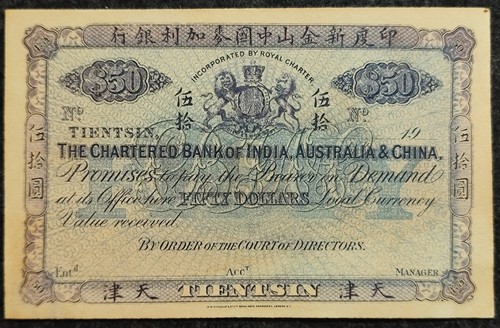 行銀利加麥國中山金新度印
INCORPORATED BY ROYAL CHARTER.
$50 $50
伍拾 伍拾
Nº Nº
TIENTSIN, 19
伍拾圓 伍拾圓
THE CHARTERED BANK OF INDIA, AUSTRALIA & CHINA,
Promises to pay the Bearer on Demand
at its Office here FIFTY DOLLARS Local Currency
Value received.
BY ORDER OF THE COURT OF DIRECTORS.
Entᵈ Accᵗ MANAGER
津天 TIENTSIN 津天